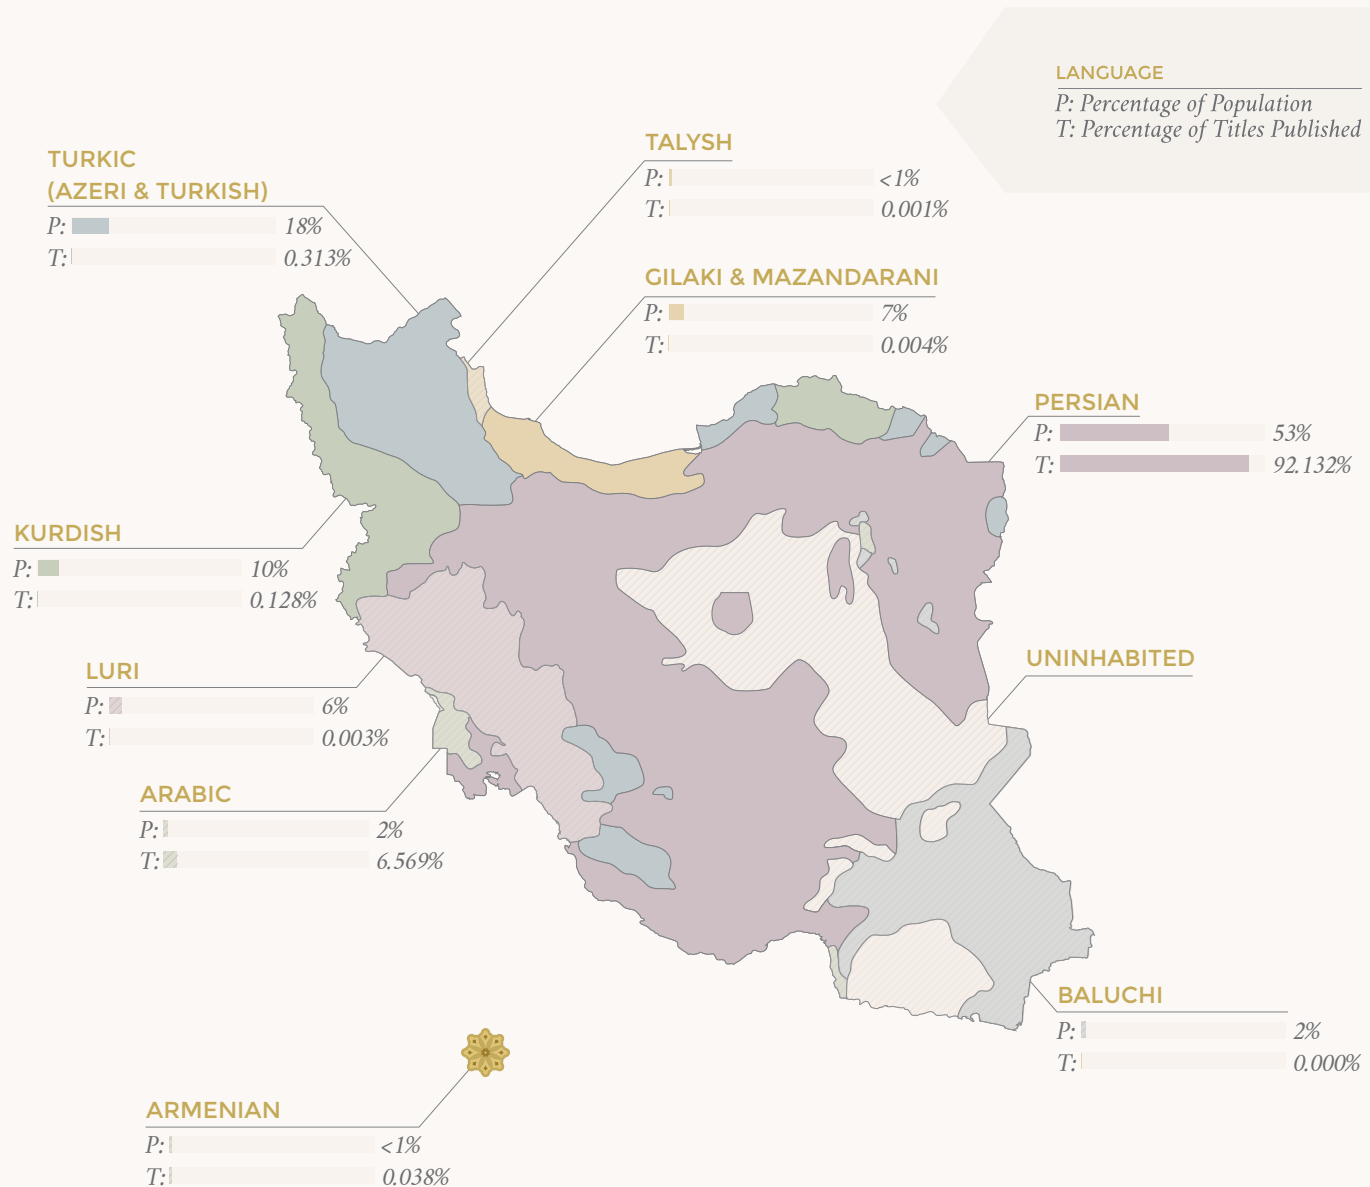 LANGUAGE
P: Percentage of Population
T: Percentage of Titles Published
TURKIC
(AZERI & TURKISH)
P: 18%
T: 0.313%
TALYSH
P: <1%
T: 0.001%
GILAKI & MAZANDARANI
P: 7%
T: 0.004%
PERSIAN
P: 53%
T: 92.132%
KURDISH
P: 10%
T: 0.128%
LURI
P: 6%
T: 0.003%
UNINHABITED
ARABIC
P: 2%
T: 6.569%
BALUCHI
P: 2%
T: 0.000%
ARMENIAN
P: <1%
T: 0.038%